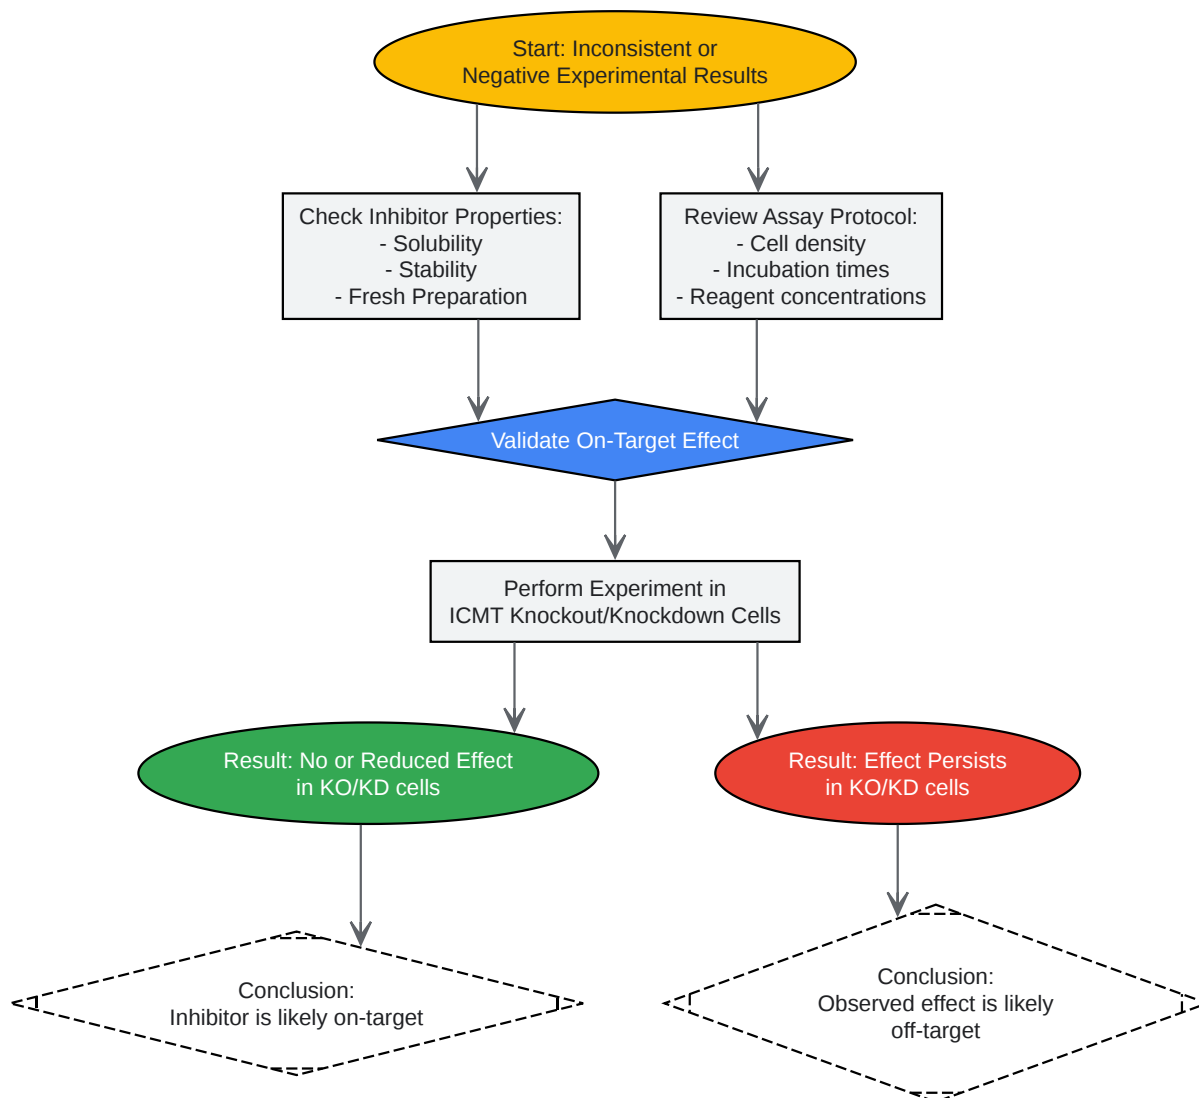 Start: Inconsistent or
Negative Experimental Results
Check Inhibitor Properties:
- Solubility
- Stability
- Fresh Preparation
Review Assay Protocol:
- Cell density
- Incubation times
- Reagent concentrations
Validate On-Target Effect
Perform Experiment in
ICMT Knockout/Knockdown Cells
Result: No or Reduced Effect
in KO/KD cells
Result: Effect Persists
in KO/KD cells
Conclusion:
Inhibitor is likely on-target
Conclusion:
Observed effect is likely
off-target